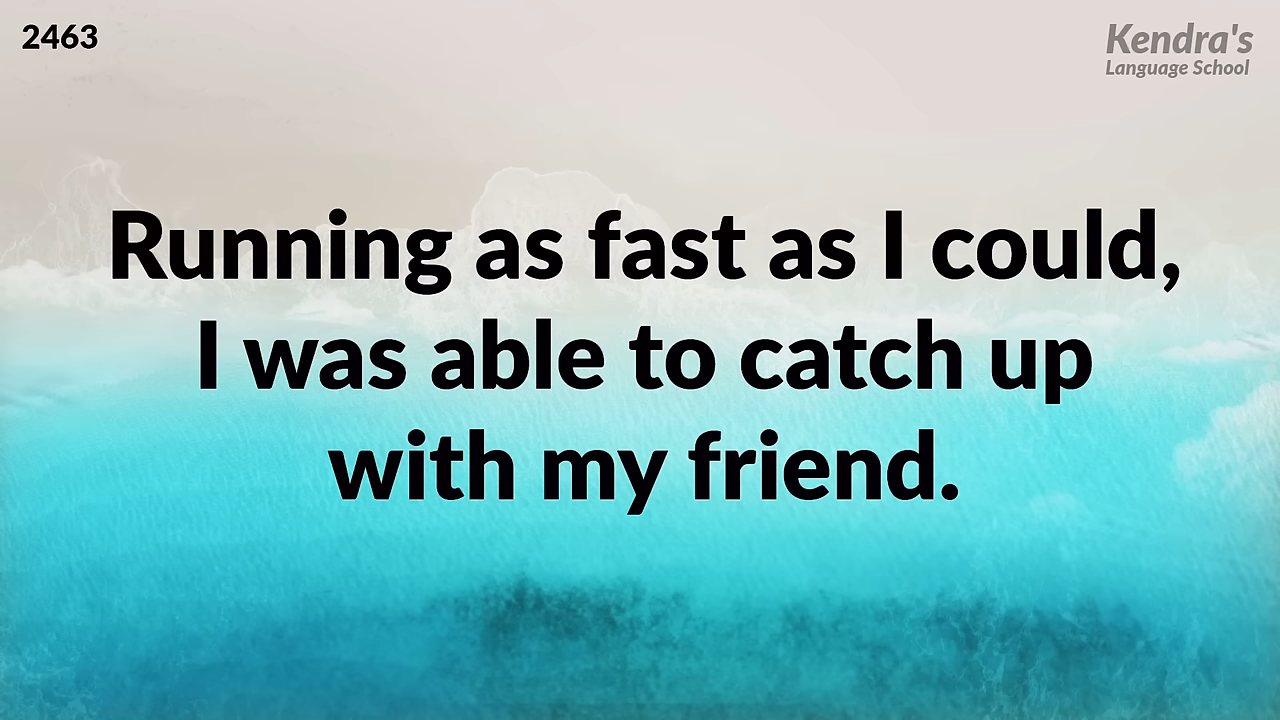 2463
Kendra's
Language School
Running as fast as I could,
I was able to catch up
with my friend.